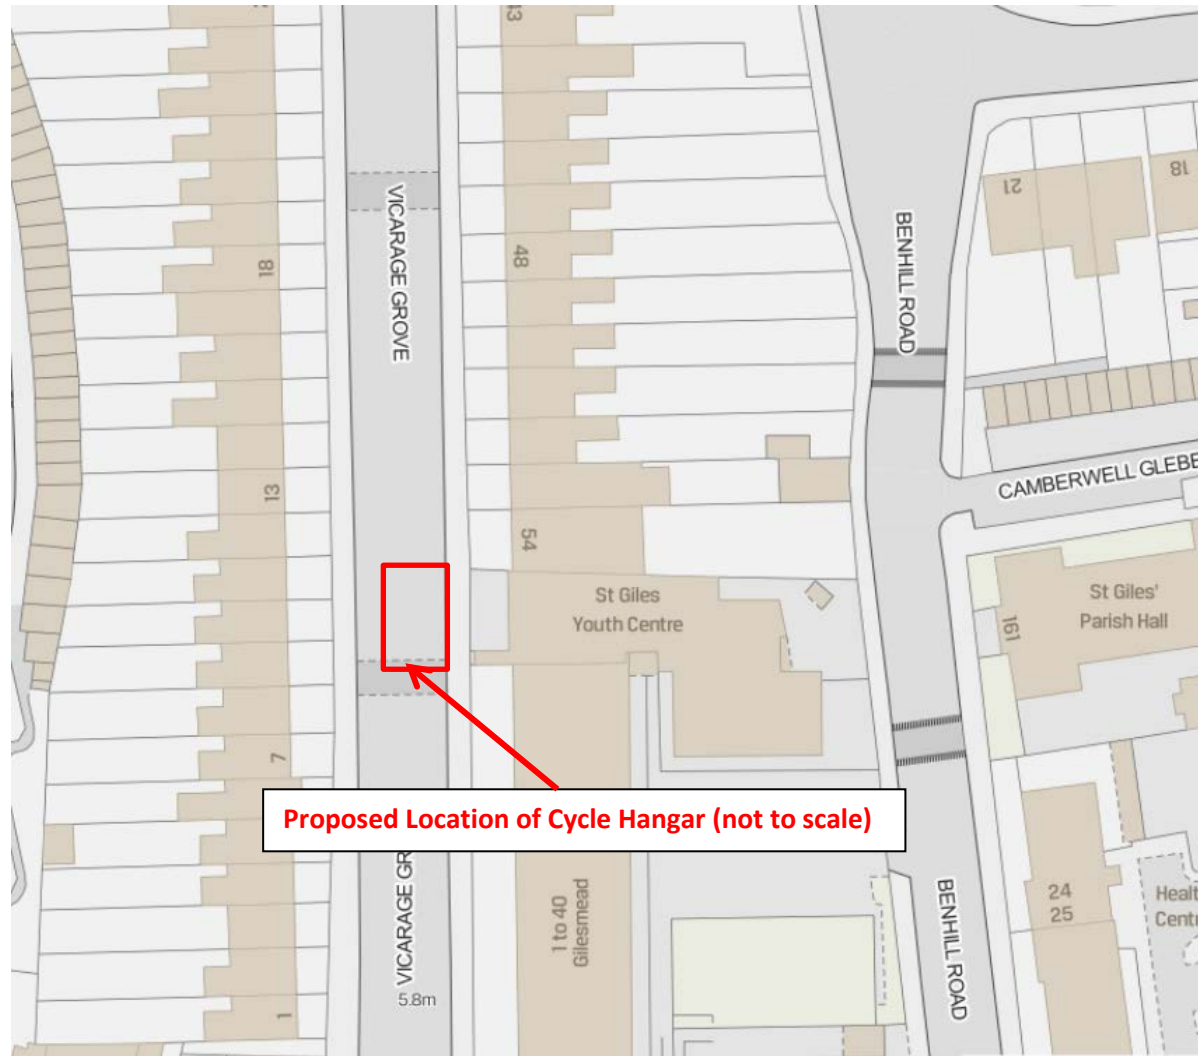 43
VICARAGE GROVE
18
48
13
54
7
1
BENHILL ROAD
21
18
CAMBERWELL GLEBE
St Giles
Youth Centre
St Giles'
Parish Hall
161
Proposed Location of Cycle Hangar (not to scale)
VICARAGE GR
5.8m
1 to 40
Gilesmead
BENHILL ROAD
24
25
Healt
Centr